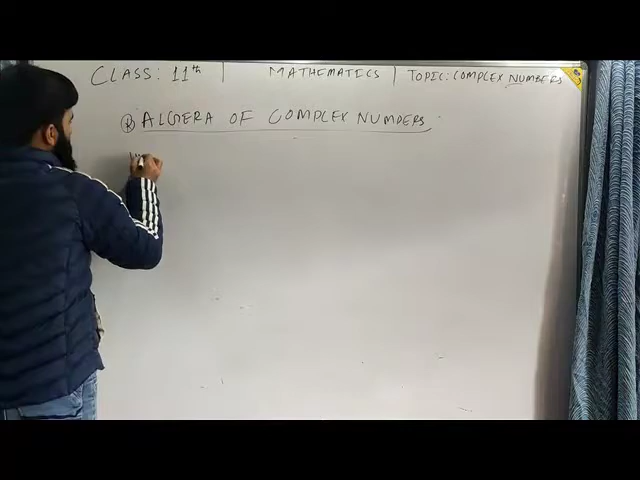 CLASS: 11th | MATHEMATICS | TOPIC: COMPLEX NUMBERS
ALGERA OF COMPLEX NUMBERS